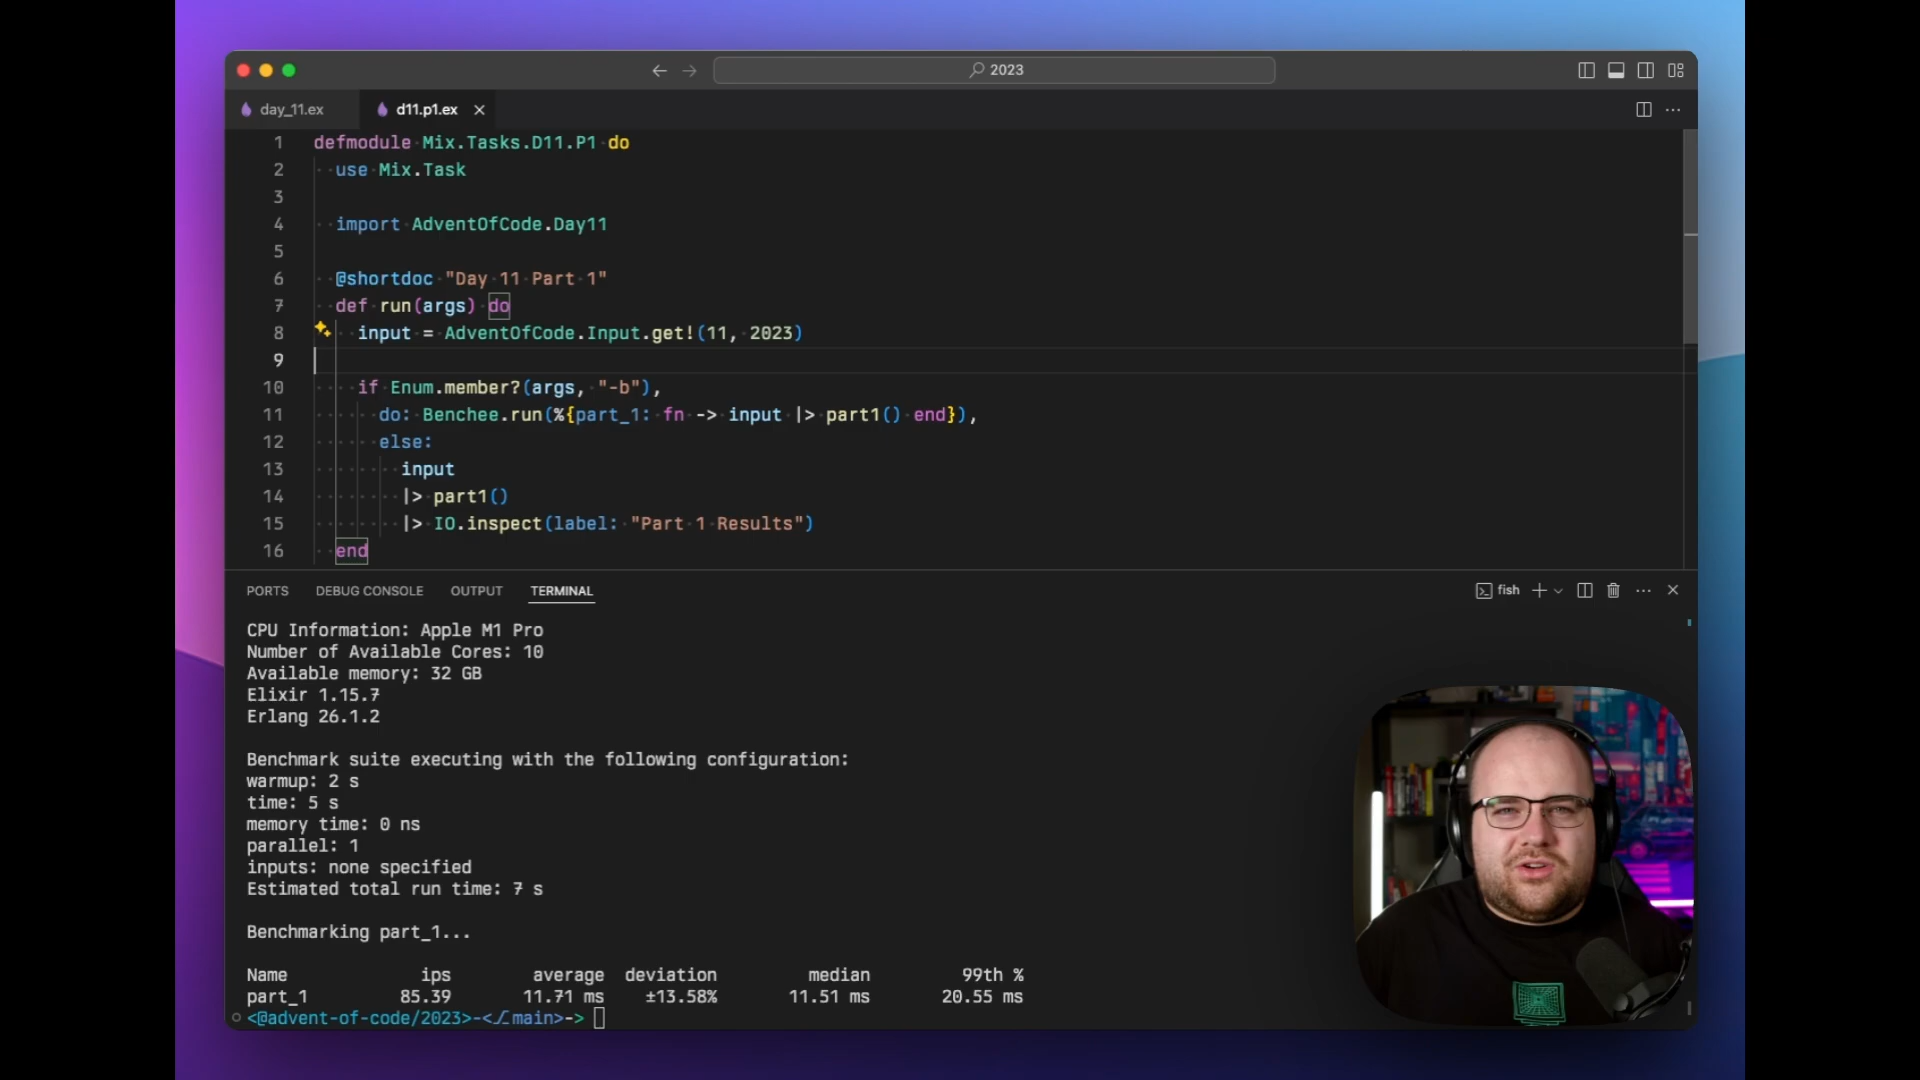 2023
day_11.ex
d11.p1.ex
1 defmodule Mix.Tasks.D11.P1 do
2 use Mix.Task
3
4 import AdventOfCode.Day11
5
6 @shortdoc "Day 11 Part 1"
7 def run(args) do
8 input = AdventOfCode.Input.get!(11, 2023)
9
10 if Enum.member?(args, "-b"),
11 do: Benchee.run(%{part_1: fn -> input |> part1() end}),
12 else:
13 input
14 |> part1()
15 |> IO.inspect(label: "Part 1 Results")
16 end
PORTS DEBUG CONSOLE OUTPUT TERMINAL
fish
CPU Information: Apple M1 Pro
Number of Available Cores: 10
Available memory: 32 GB
Elixir 1.15.7
Erlang 26.1.2
Benchmark suite executing with the following configuration:
warmup: 2 s
time: 5 s
memory time: 0 ns
parallel: 1
inputs: none specified
Estimated total run time: 7 s
Benchmarking part_1...
Name ips average deviation median 99th %
part_1 85.39 11.71 ms ±13.58% 11.51 ms 20.55 ms
<@advent-of-code/2023>-<⎇main>->